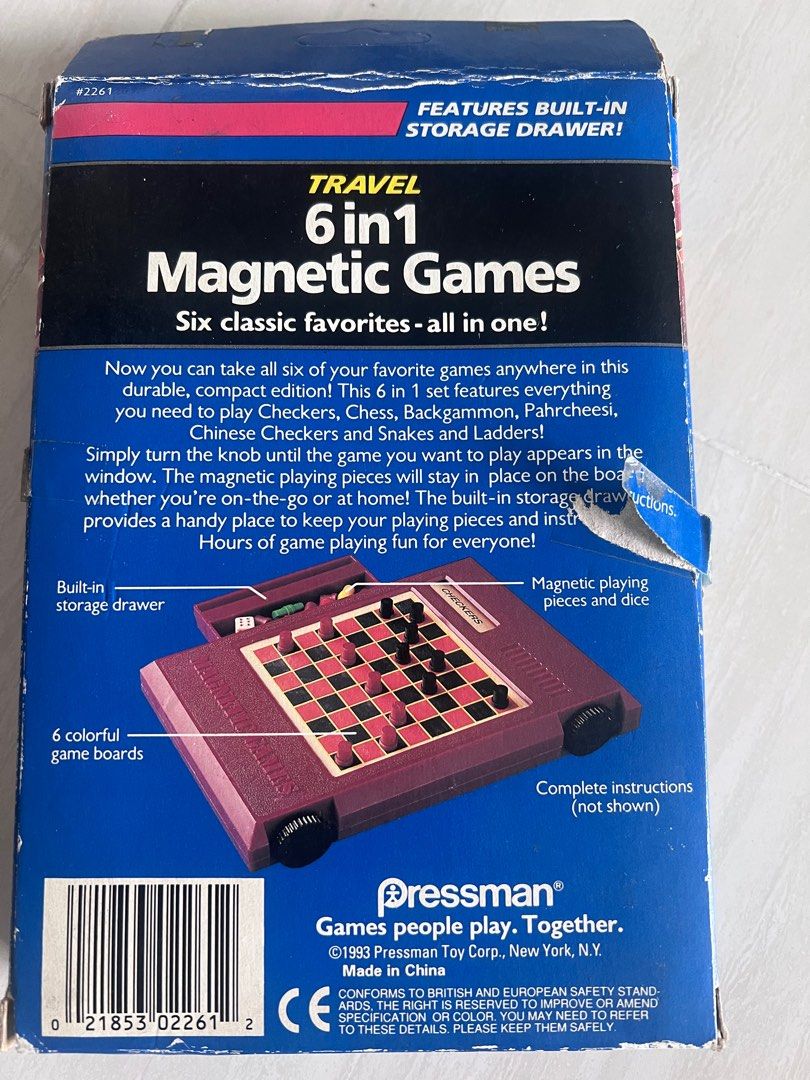 #2261
FEATURES BUILT-IN
STORAGE DRAWER!
TRAVEL
6 in 1
Magnetic Games
Six classic favorites - all in one!
Now you can take all six of your favorite games anywhere in this
durable, compact edition! This 6 in 1 set features everything
you need to play Checkers, Chess, Backgammon, Pahrcheesi,
Chinese Checkers and Snakes and Ladders!
Simply turn the knob until the game you want to play appears in the
window. The magnetic playing pieces will stay in place on the
whether you're on-the-go or at home! The built-in storage
provides a handy place to keep your playing pieces and
Hours of game playing fun for everyone!
Built-in
storage drawer
Magnetic playing
pieces and dice
CHECKERS
MAGNETIC GAMES
6 colorful
game boards
Complete instructions
(not shown)
Pressman®
Games people play. Together.
©1993 Pressman Toy Corp., New York, N.Y.
Made in China
CE
CONFORMS TO BRITISH AND EUROPEAN SAFETY STAND-
ARDS, THE RIGHT IS RESERVED TO IMPROVE OR AMEND
SPECIFICATION OR COLOR. YOU MAY NEED TO REFER
TO THESE DETAILS. PLEASE KEEP THEM SAFELY.
0 21853 02261 2